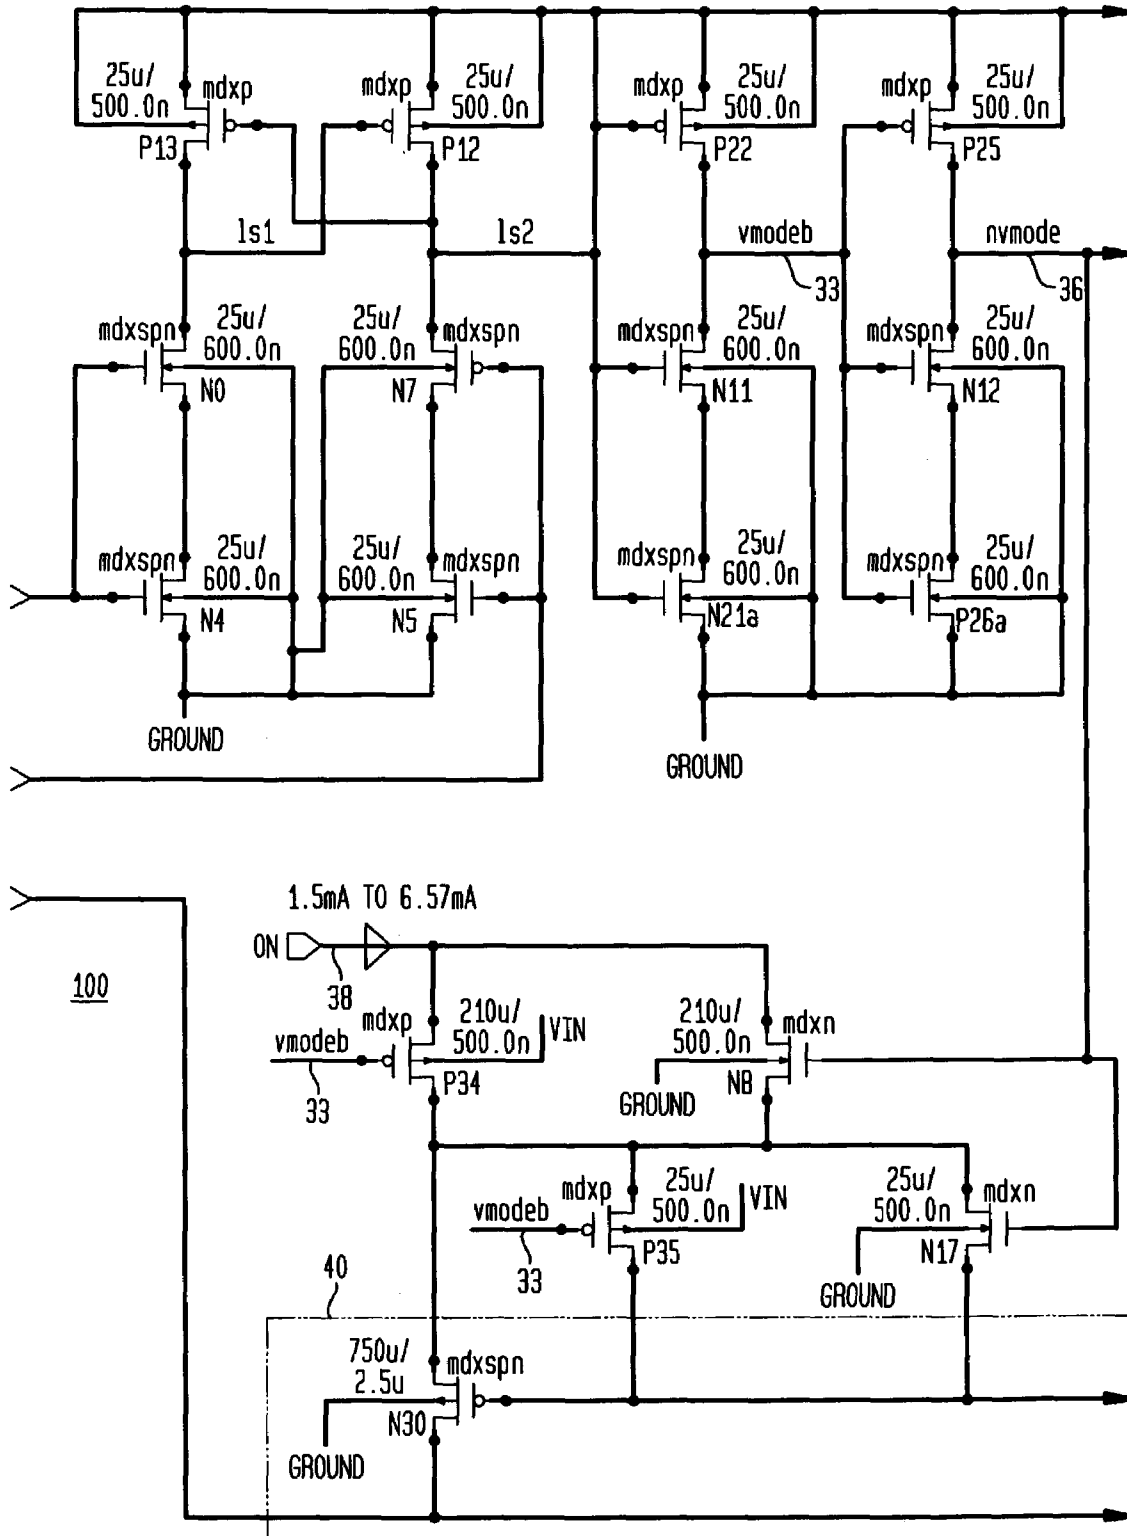 25u/
500.0n
mdxp
P13
mdxp
25u/
500.0n
P12
mdxp
25u/
500.0n
P22
mdxp
25u/
500.0n
P25
ls1
ls2
vmodeb
33
nvmode
36
mdxspn
25u/
600.0n
N0
25u/
600.0n
mdxspn
N7
mdxspn
25u/
600.0n
N11
mdxspn
25u/
600.0n
N12
mdxspn
25u/
600.0n
N4
25u/
600.0n
mdxspn
N5
mdxspn
25u/
600.0n
N21a
mdxspn
25u/
600.0n
P26a
GROUND
GROUND
1.5mA TO 6.57mA
ON
38
100
mdxp
210u/
500.0n
VIN
vmodeb
33
P34
210u/
500.0n
mdxn
N8
GROUND
mdxp
25u/
500.0n
VIN
vmodeb
33
P35
25u/
500.0n
mdxn
N17
GROUND
40
750u/
2.5u
mdxspn
N30
GROUND